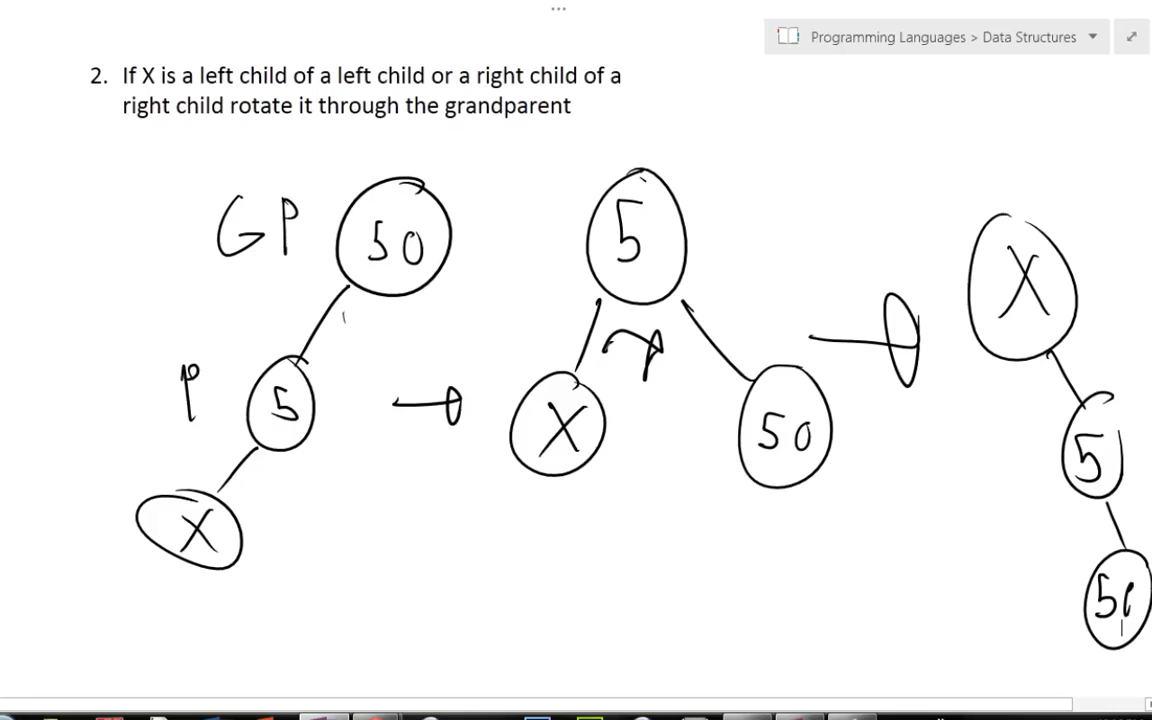 ...
Programming Languages > Data Structures
2. If X is a left child of a left child or a right child of a
right child rotate it through the grandparent
GP 50
5
X
P 5
X
50
X
5
50